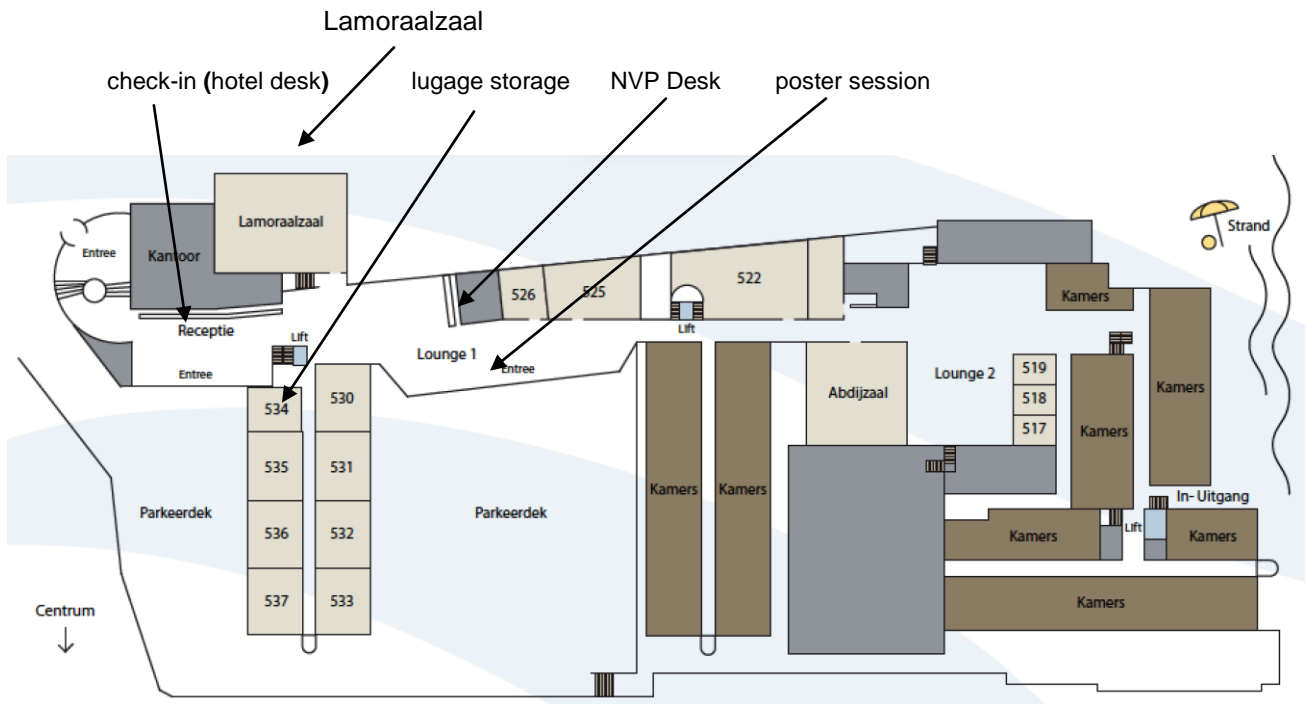 Lamoraalzaal
check-in (hotel desk)
lugage storage
NVP Desk
poster session
Lamoraalzaal
Entree
Kantoor
Strand
522
525
526
Kamers
Receptie
Lift
Lift
Lounge 1
Entree
Entree
Lounge 2
519
518
517
Abdijzaal
Kamers
Kamers
534
530
535
531
536
532
537
533
Parkeerdek
Parkeerdek
Kamers
Kamers
In- Uitgang
Kamers
Lift
Kamers
Kamers
Centrum